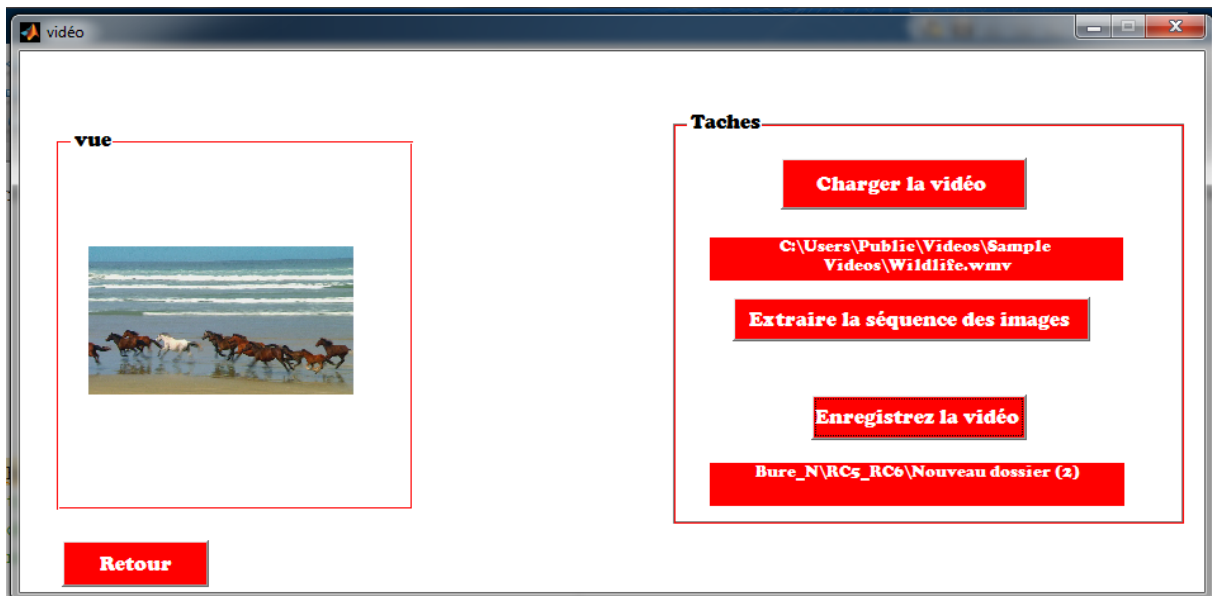 vidéo
vue
Taches
Charger la vidéo
C:\Users\Public\Videos\Sample
Videos\Wildlife.wmv
Extraire la séquence des images
Enregistrez la vidéo
Bure_N\RC5_RC6\Nouveau dossier (2)
Retour